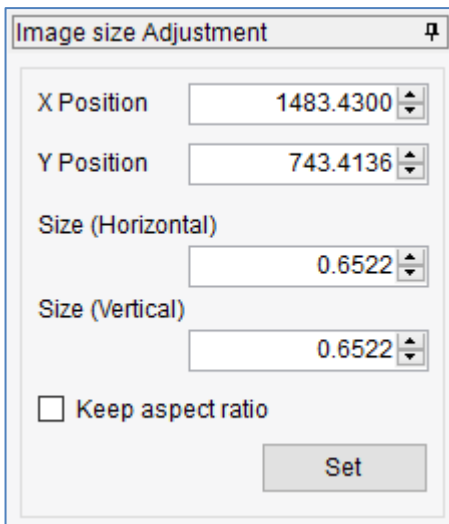 Image size Adjustment
X Position 1483.4300
Y Position 743.4136
Size (Horizontal)
0.6522
Size (Vertical)
0.6522
Keep aspect ratio
Set